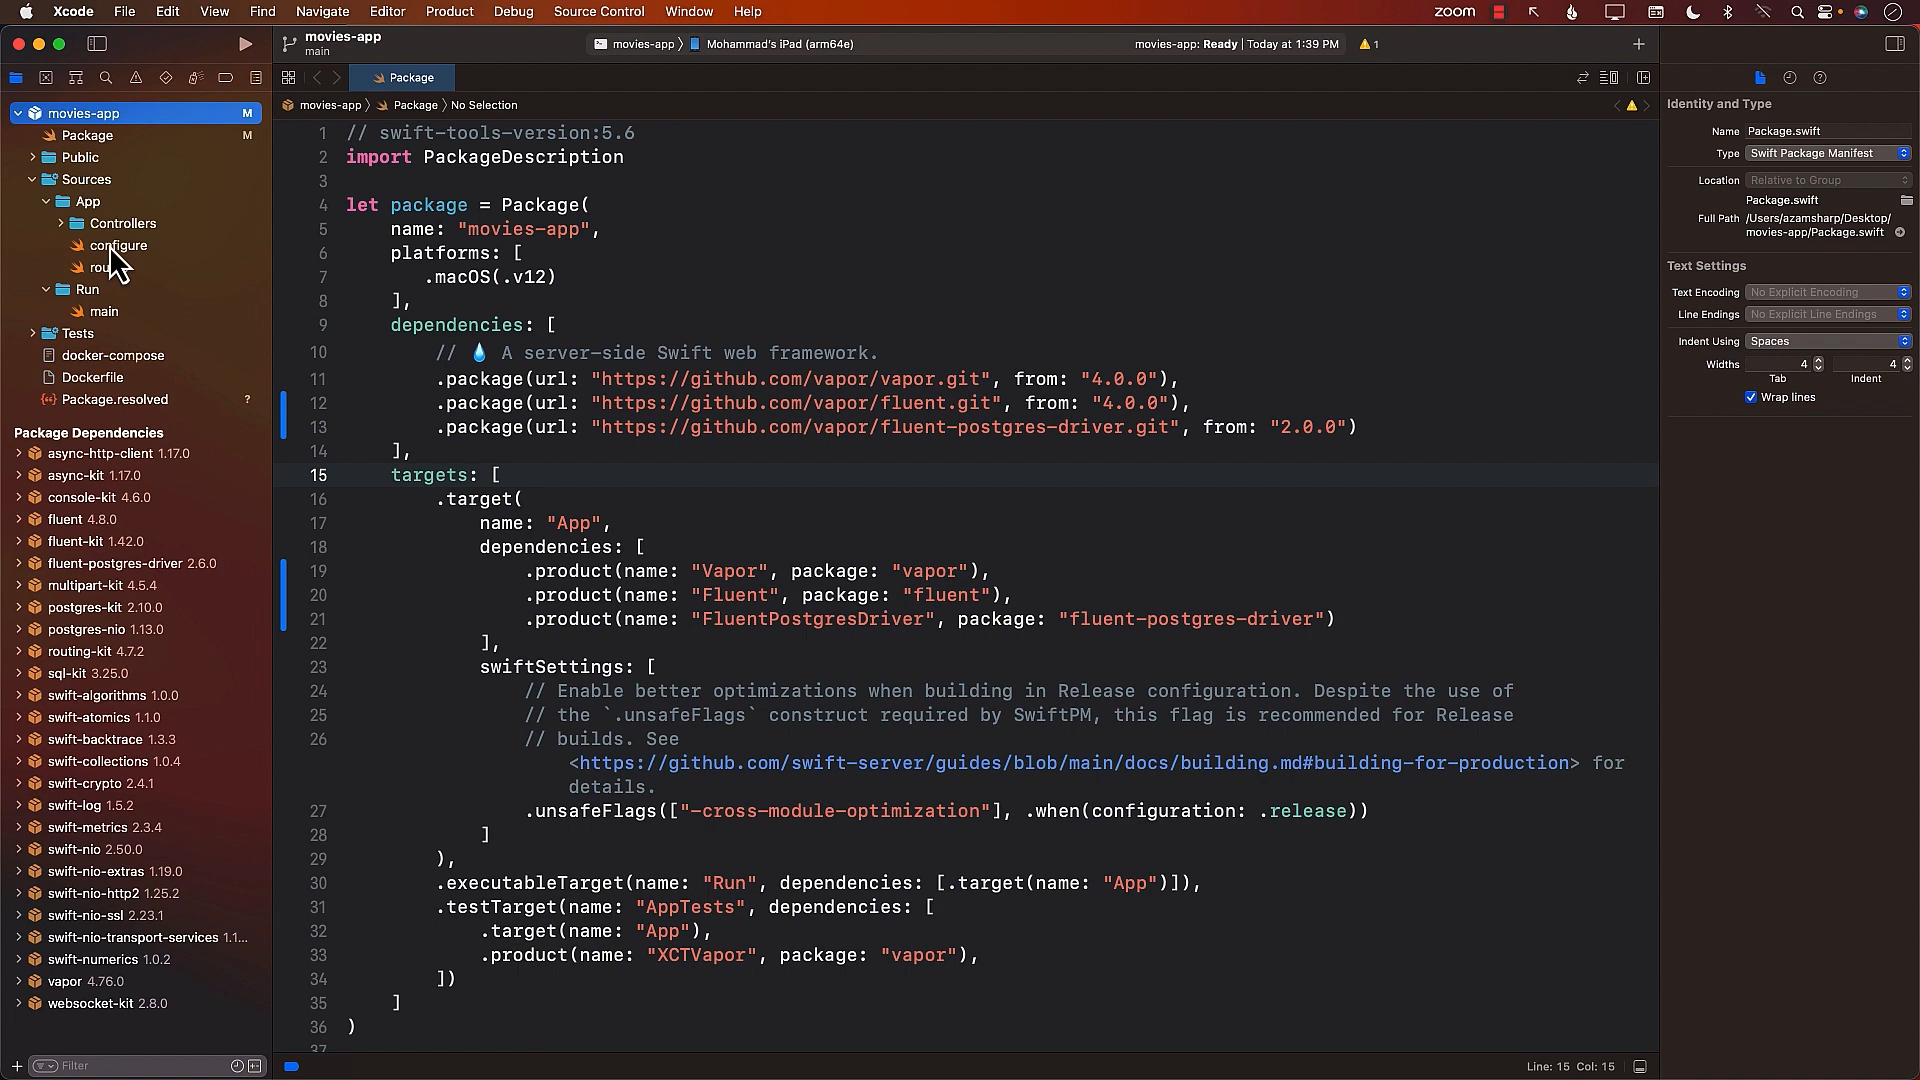 Xcode File Edit View Find Navigate Editor Product Debug Source Control Window Help zoom
movies-app
main
movies-app
Mohammad's iPad (arm64e)
movies-app: Ready | Today at 1:39 PM
1
Package
movies-app
Package
No Selection
movies-app M
Package M
Public
Sources
App
Controllers
configure
Run
main
Tests
docker-compose
Dockerfile
Package.resolved ?
Package Dependencies
async-http-client 1.17.0
async-kit 1.17.0
console-kit 4.6.0
fluent 4.8.0
fluent-kit 1.42.0
fluent-postgres-driver 2.6.0
multipart-kit 4.5.4
postgres-kit 2.10.0
postgres-nio 1.13.0
routing-kit 4.7.2
sql-kit 3.25.0
swift-algorithms 1.0.0
swift-atomics 1.1.0
swift-backtrace 1.3.3
swift-collections 1.0.4
swift-crypto 2.4.1
swift-log 1.5.2
swift-metrics 2.3.4
swift-nio 2.50.0
swift-nio-extras 1.19.0
swift-nio-http2 1.25.2
swift-nio-ssl 2.23.1
swift-nio-transport-services 1.1...
swift-numerics 1.0.2
vapor 4.76.0
websocket-kit 2.8.0
Filter
1 // swift-tools-version:5.6
2 import PackageDescription
3
4 let package = Package(
5 name: "movies-app",
6 platforms: [
7 .macOS(.v12)
8 ],
9 dependencies: [
10 // 💧 A server-side Swift web framework.
11 .package(url: "https://github.com/vapor/vapor.git", from: "4.0.0"),
12 .package(url: "https://github.com/vapor/fluent.git", from: "4.0.0"),
13 .package(url: "https://github.com/vapor/fluent-postgres-driver.git", from: "2.0.0")
14 ],
15 targets: [
16 .target(
17 name: "App",
18 dependencies: [
19 .product(name: "Vapor", package: "vapor"),
20 .product(name: "Fluent", package: "fluent"),
21 .product(name: "FluentPostgresDriver", package: "fluent-postgres-driver")
22 ],
23 swiftSettings: [
24 // Enable better optimizations when building in Release configuration. Despite the use of
25 // the `.unsafeFlags` construct required by SwiftPM, this flag is recommended for Release
26 // builds. See
<https://github.com/swift-server/guides/blob/main/docs/building.md#building-for-production> for
details.
27 .unsafeFlags(["-cross-module-optimization"], .when(configuration: .release))
28 ]
29 ),
30 .executableTarget(name: "Run", dependencies: [.target(name: "App")]),
31 .testTarget(name: "AppTests", dependencies: [
32 .target(name: "App"),
33 .product(name: "XCTVapor", package: "vapor"),
34 ])
35 ]
36 )
37
Line: 15 Col: 15
Identity and Type
Name Package.swift
Type Swift Package Manifest
Location Relative to Group
Package.swift
Full Path /Users/azamsharp/Desktop/
movies-app/Package.swift
Text Settings
Text Encoding No Explicit Encoding
Line Endings No Explicit Line Endings
Indent Using Spaces
Widths 4 4
Tab Indent
Wrap lines